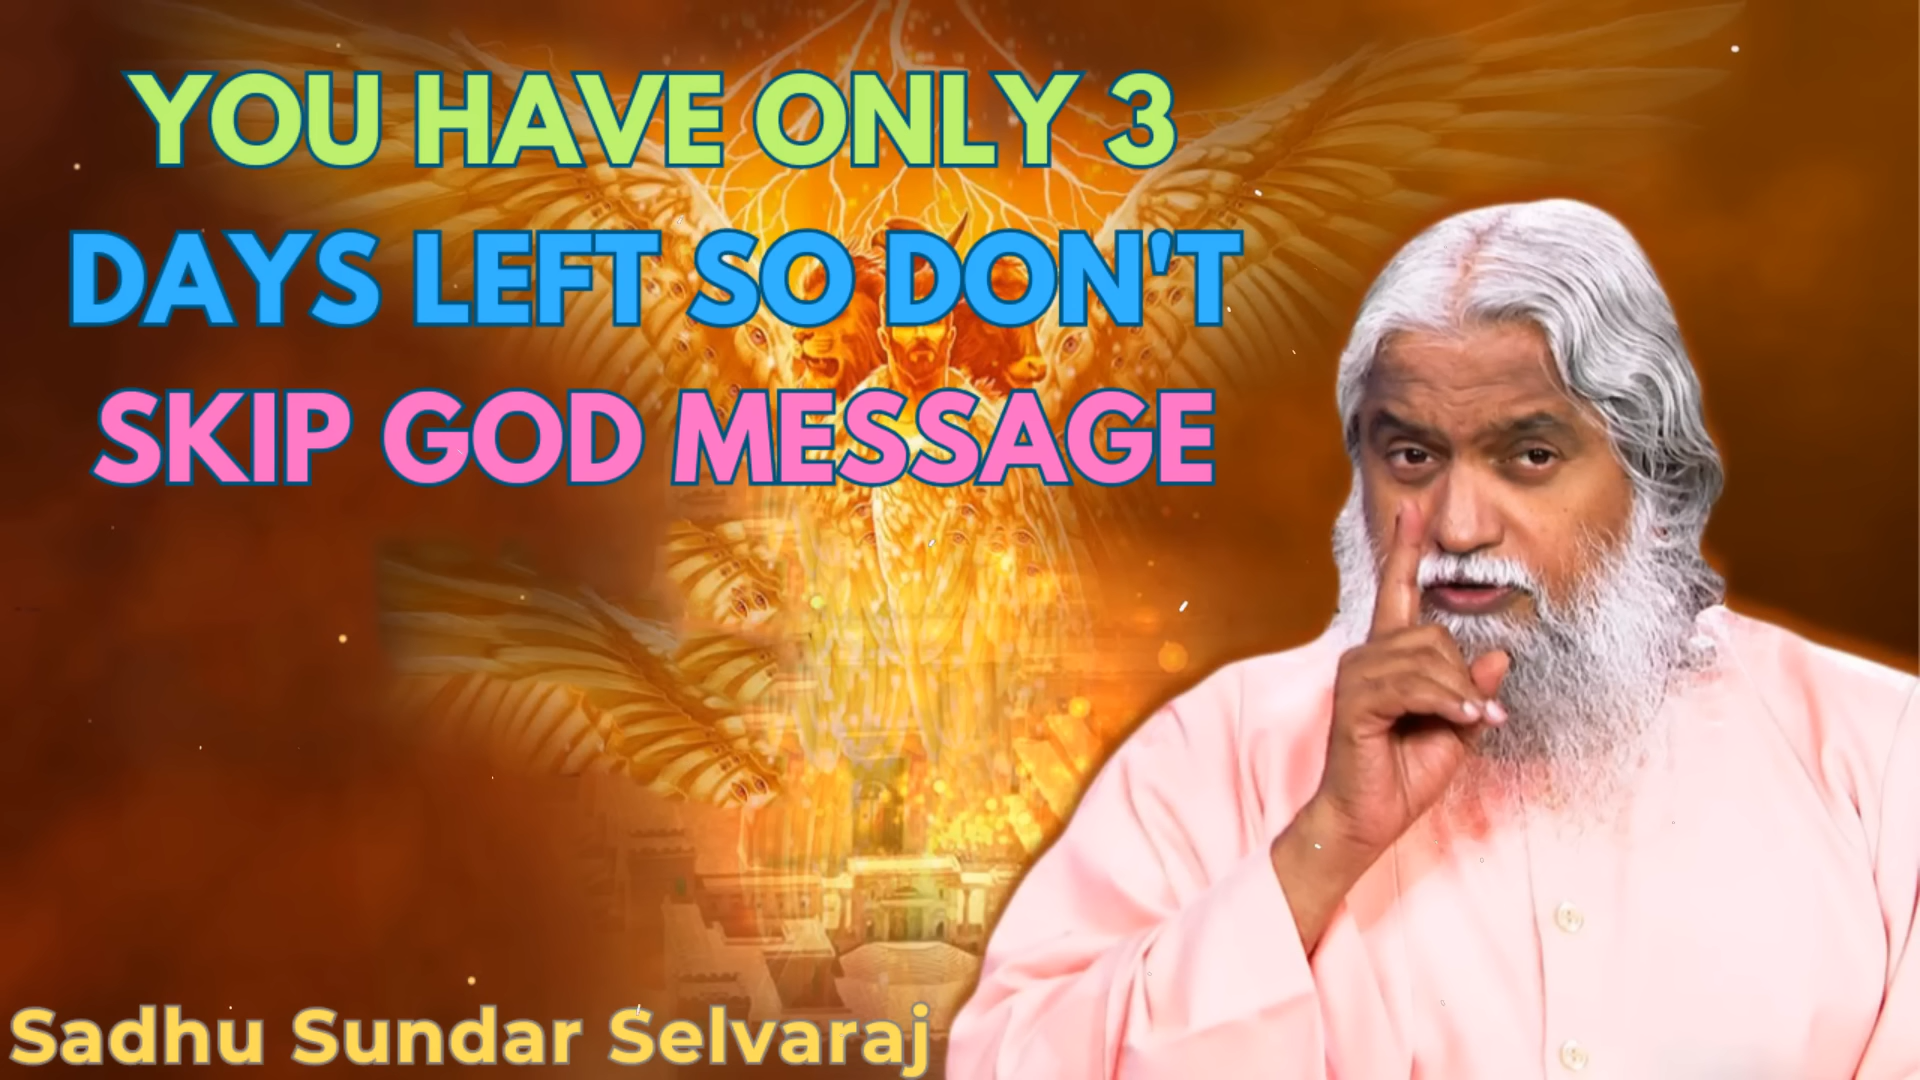 YOU HAVE ONLY 3
DAYS LEFT SO DON'T
SKIP GOD MESSAGE
Sadhu Sundar Selvaraj